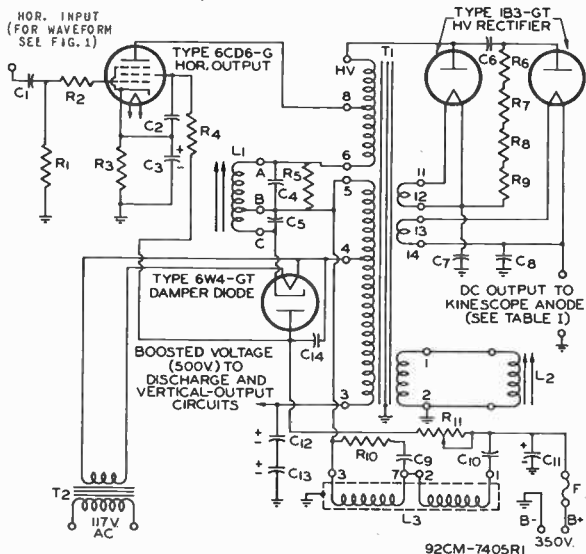 HOR. INPUT
(FOR WAVEFORM
SEE FIG. 1)
TYPE 6CD6-G
HOR. OUTPUT
TYPE 1B3-GT
HV RECTIFIER
T1
HV
C6
R6
R7
R8
R9
C1
R2
R1
R3
C2
C3
+
-
R4
8
6
5
4
3
L1
A
B
C
R5
C4
C5
11
12
13
14
C7
C8
DC OUTPUT TO
KINESCOPE ANODE
(SEE TABLE I)
TYPE 6W4-GT
DAMPER DIODE
C14
BOOSTED VOLTAGE
(500V.) TO
DISCHARGE AND
VERTICAL-OUTPUT
CIRCUITS
1
2
L2
R11
+
-
C12
+
-
C13
R10
C9
C10
+
-
C11
F
3
7
2
1
L3
B-
B+
350V.
T2
117V.
AC
92CM-7405R1